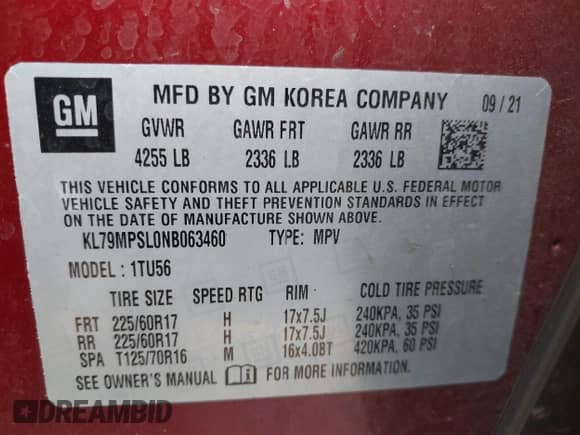 GM
MFD BY GM KOREA COMPANY 09 / 21
GVWR GAWR FRT GAWR RR
4255 LB 2336 LB 2336 LB
THIS VEHICLE CONFORMS TO ALL APPLICABLE U.S. FEDERAL MOTOR
VEHICLE SAFETY AND THEFT PREVENTION STANDARDS IN EFFECT
ON THE DATE OF MANUFACTURE SHOWN ABOVE.
KL79MPSL0NB063460 TYPE: MPV
MODEL : 1TU56
TIRE SIZE SPEED RTG RIM COLD TIRE PRESSURE
FRT 225/60R17 H 17x7.5J 240KPA, 35 PSI
RR 225/60R17 H 17x7.5J 240KPA, 35 PSI
SPA T125/70R16 M 16x4.0BT 420KPA, 60 PSI
SEE OWNER'S MANUAL FOR MORE INFORMATION
DREAMBID